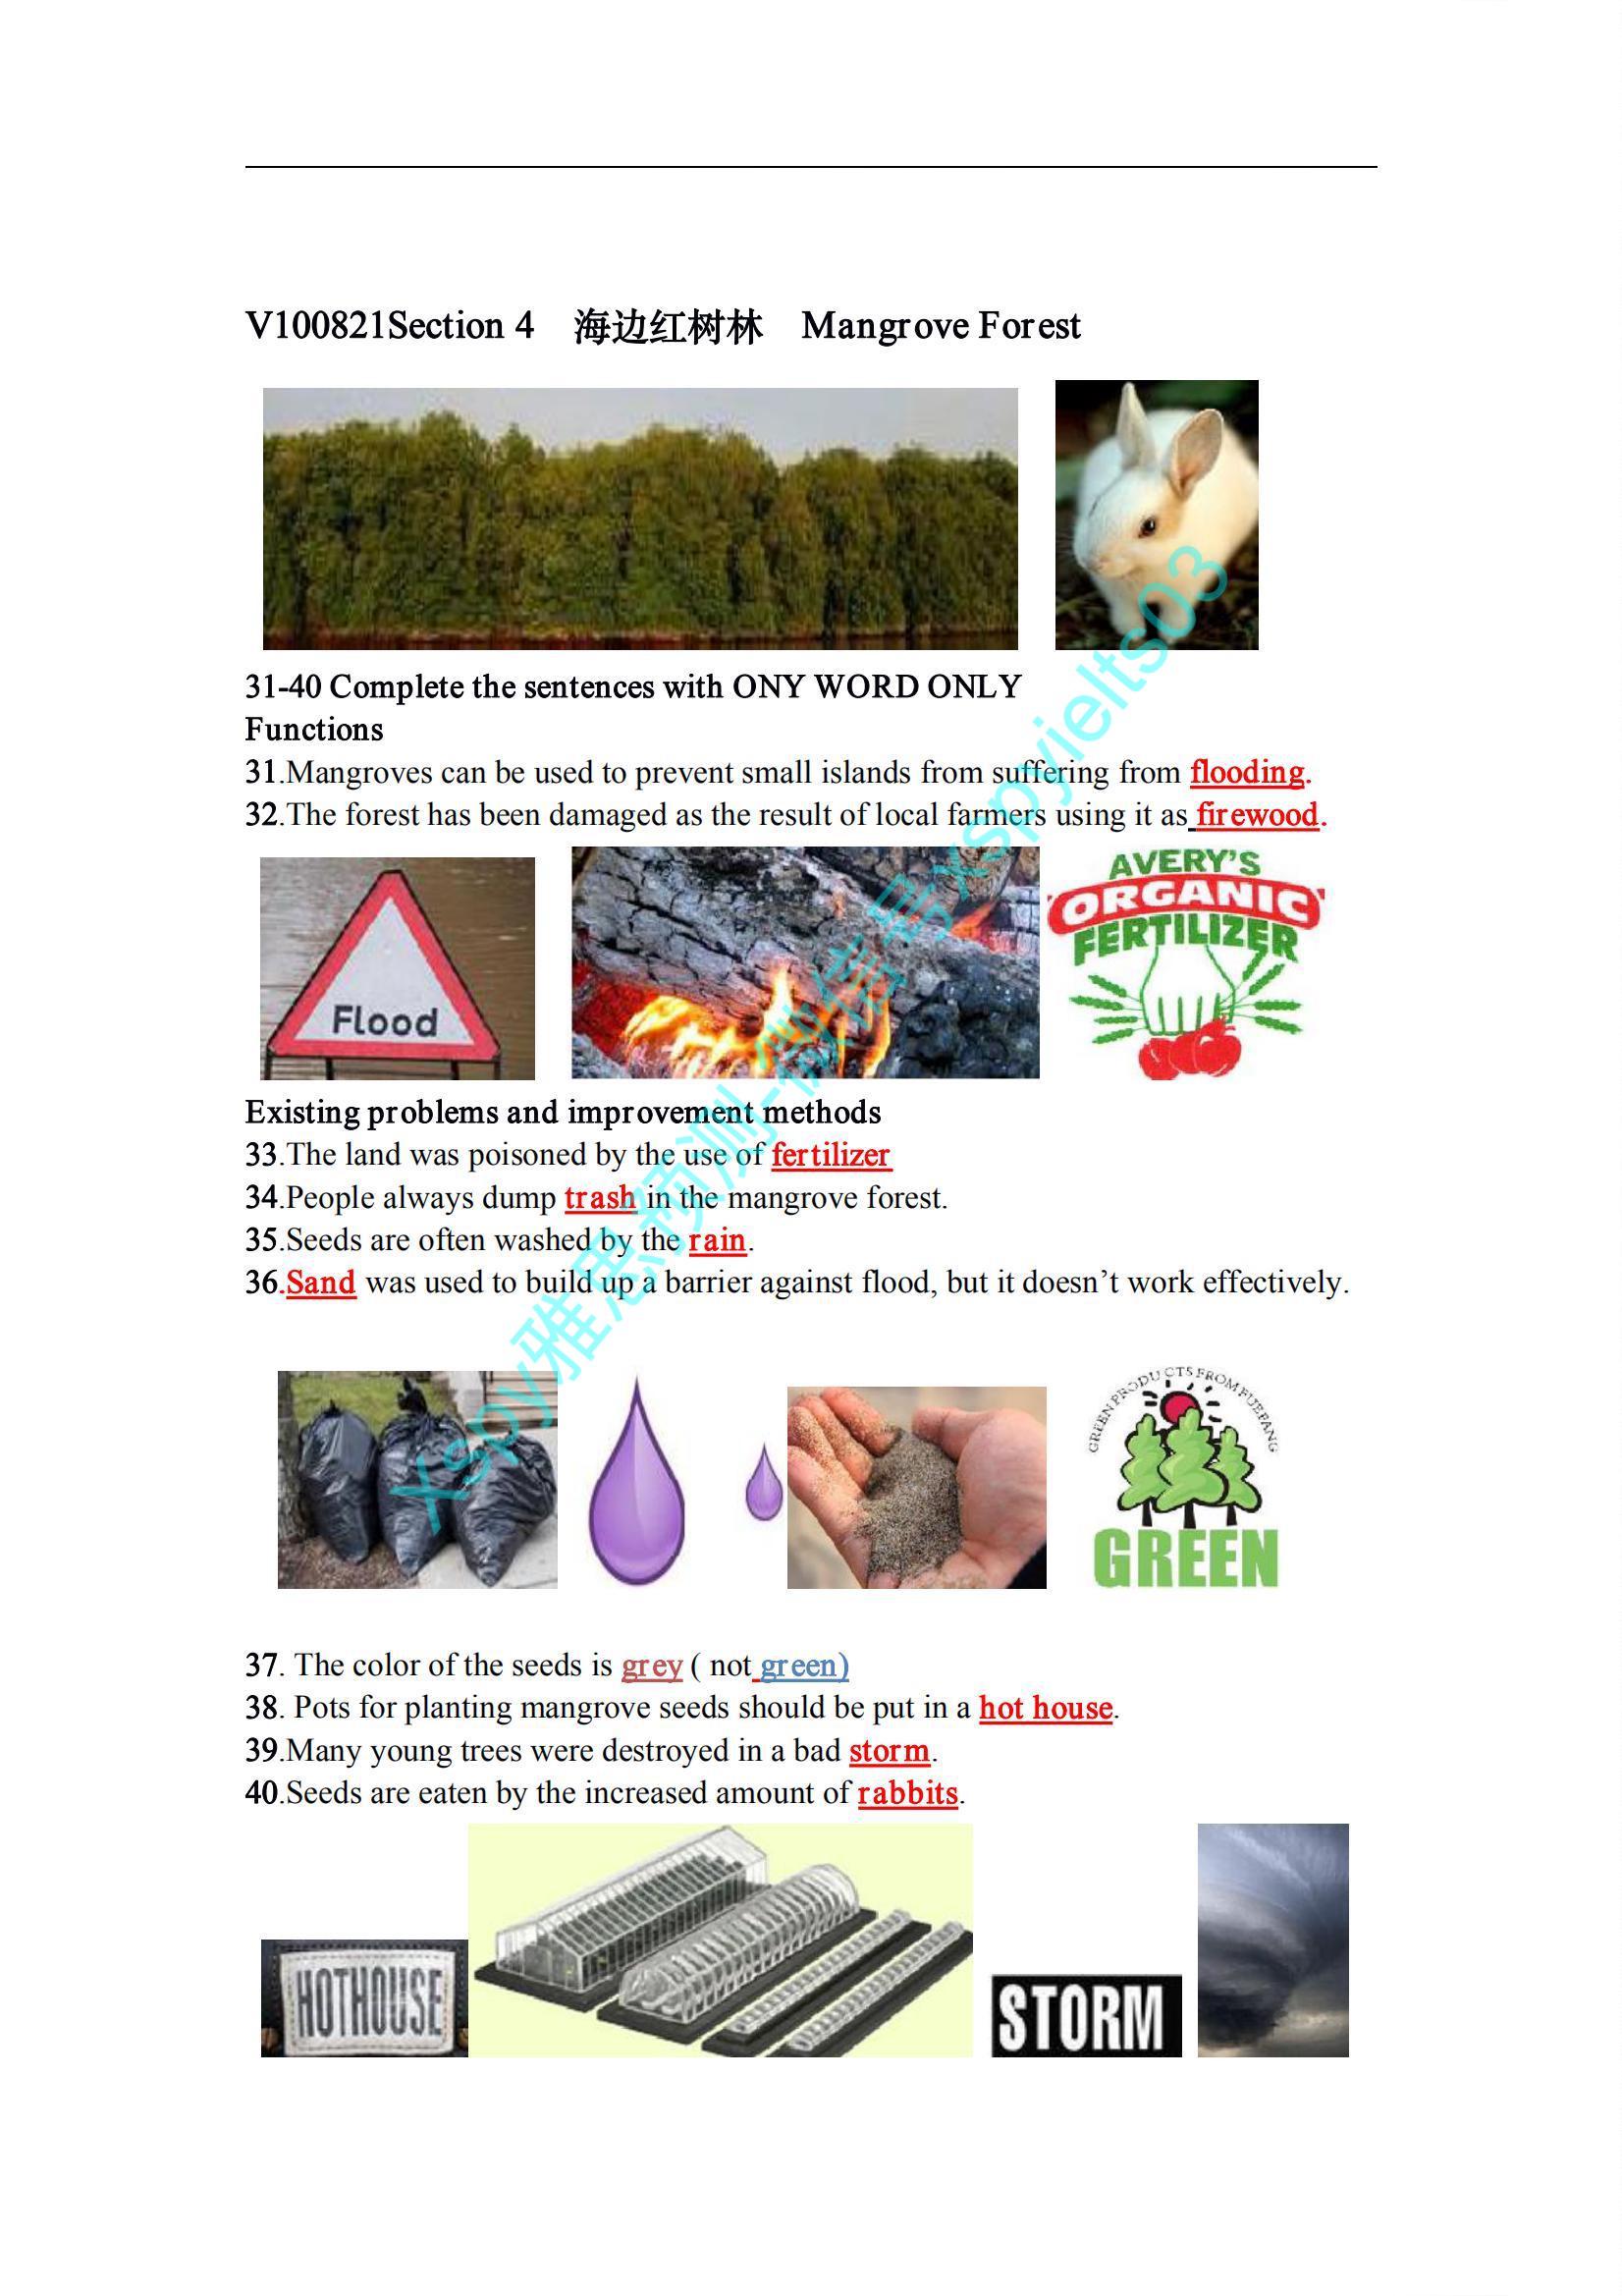 V100821Section 4 海边红树林 Mangrove Forest
31-40 Complete the sentences with ONY WORD ONLY
Functions
31.Mangroves can be used to prevent small islands from suffering from flooding.
32.The forest has been damaged as the result of local farmers using it as firewood.
Flood
AVERY'S
ORGANIC
FERTILIZER
Existing problems and improvement methods
33.The land was poisoned by the use of fertilizer
34.People always dump trash in the mangrove forest.
35.Seeds are often washed by the rain.
36.Sand was used to build up a barrier against flood, but it doesn't work effectively.
GREEN PRODUCTS FROM FUEFANG
GREEN
37. The color of the seeds is grey ( not green)
38. Pots for planting mangrove seeds should be put in a hot house.
39.Many young trees were destroyed in a bad storm.
40.Seeds are eaten by the increased amount of rabbits.
HOTHOUSE
STORM
Xspy雅思预测-微信号xspyielts03